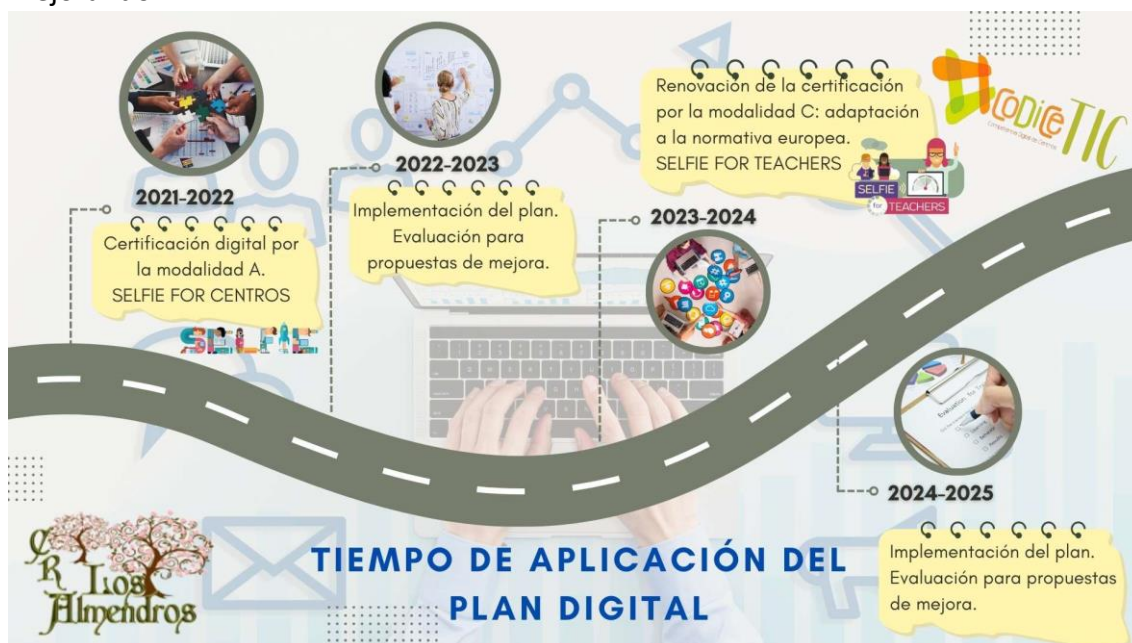 2021-2022
Certificación digital por
la modalidad A.
SELFIE FOR CENTROS
SELFIE
2022-2023
Implementación del plan.
Evaluación para
propuestas de mejora.
Renovación de la certificación
por la modalidad C: adaptación
a la normativa europea.
SELFIE FOR TEACHERS
CODICE TIC
SELFIE
for
TEACHERS
2023-2024
2024-2025
Implementación del plan.
Evaluación para propuestas
de mejora.
CR Los
Almendros
TIEMPO DE APLICACIÓN DEL
PLAN DIGITAL